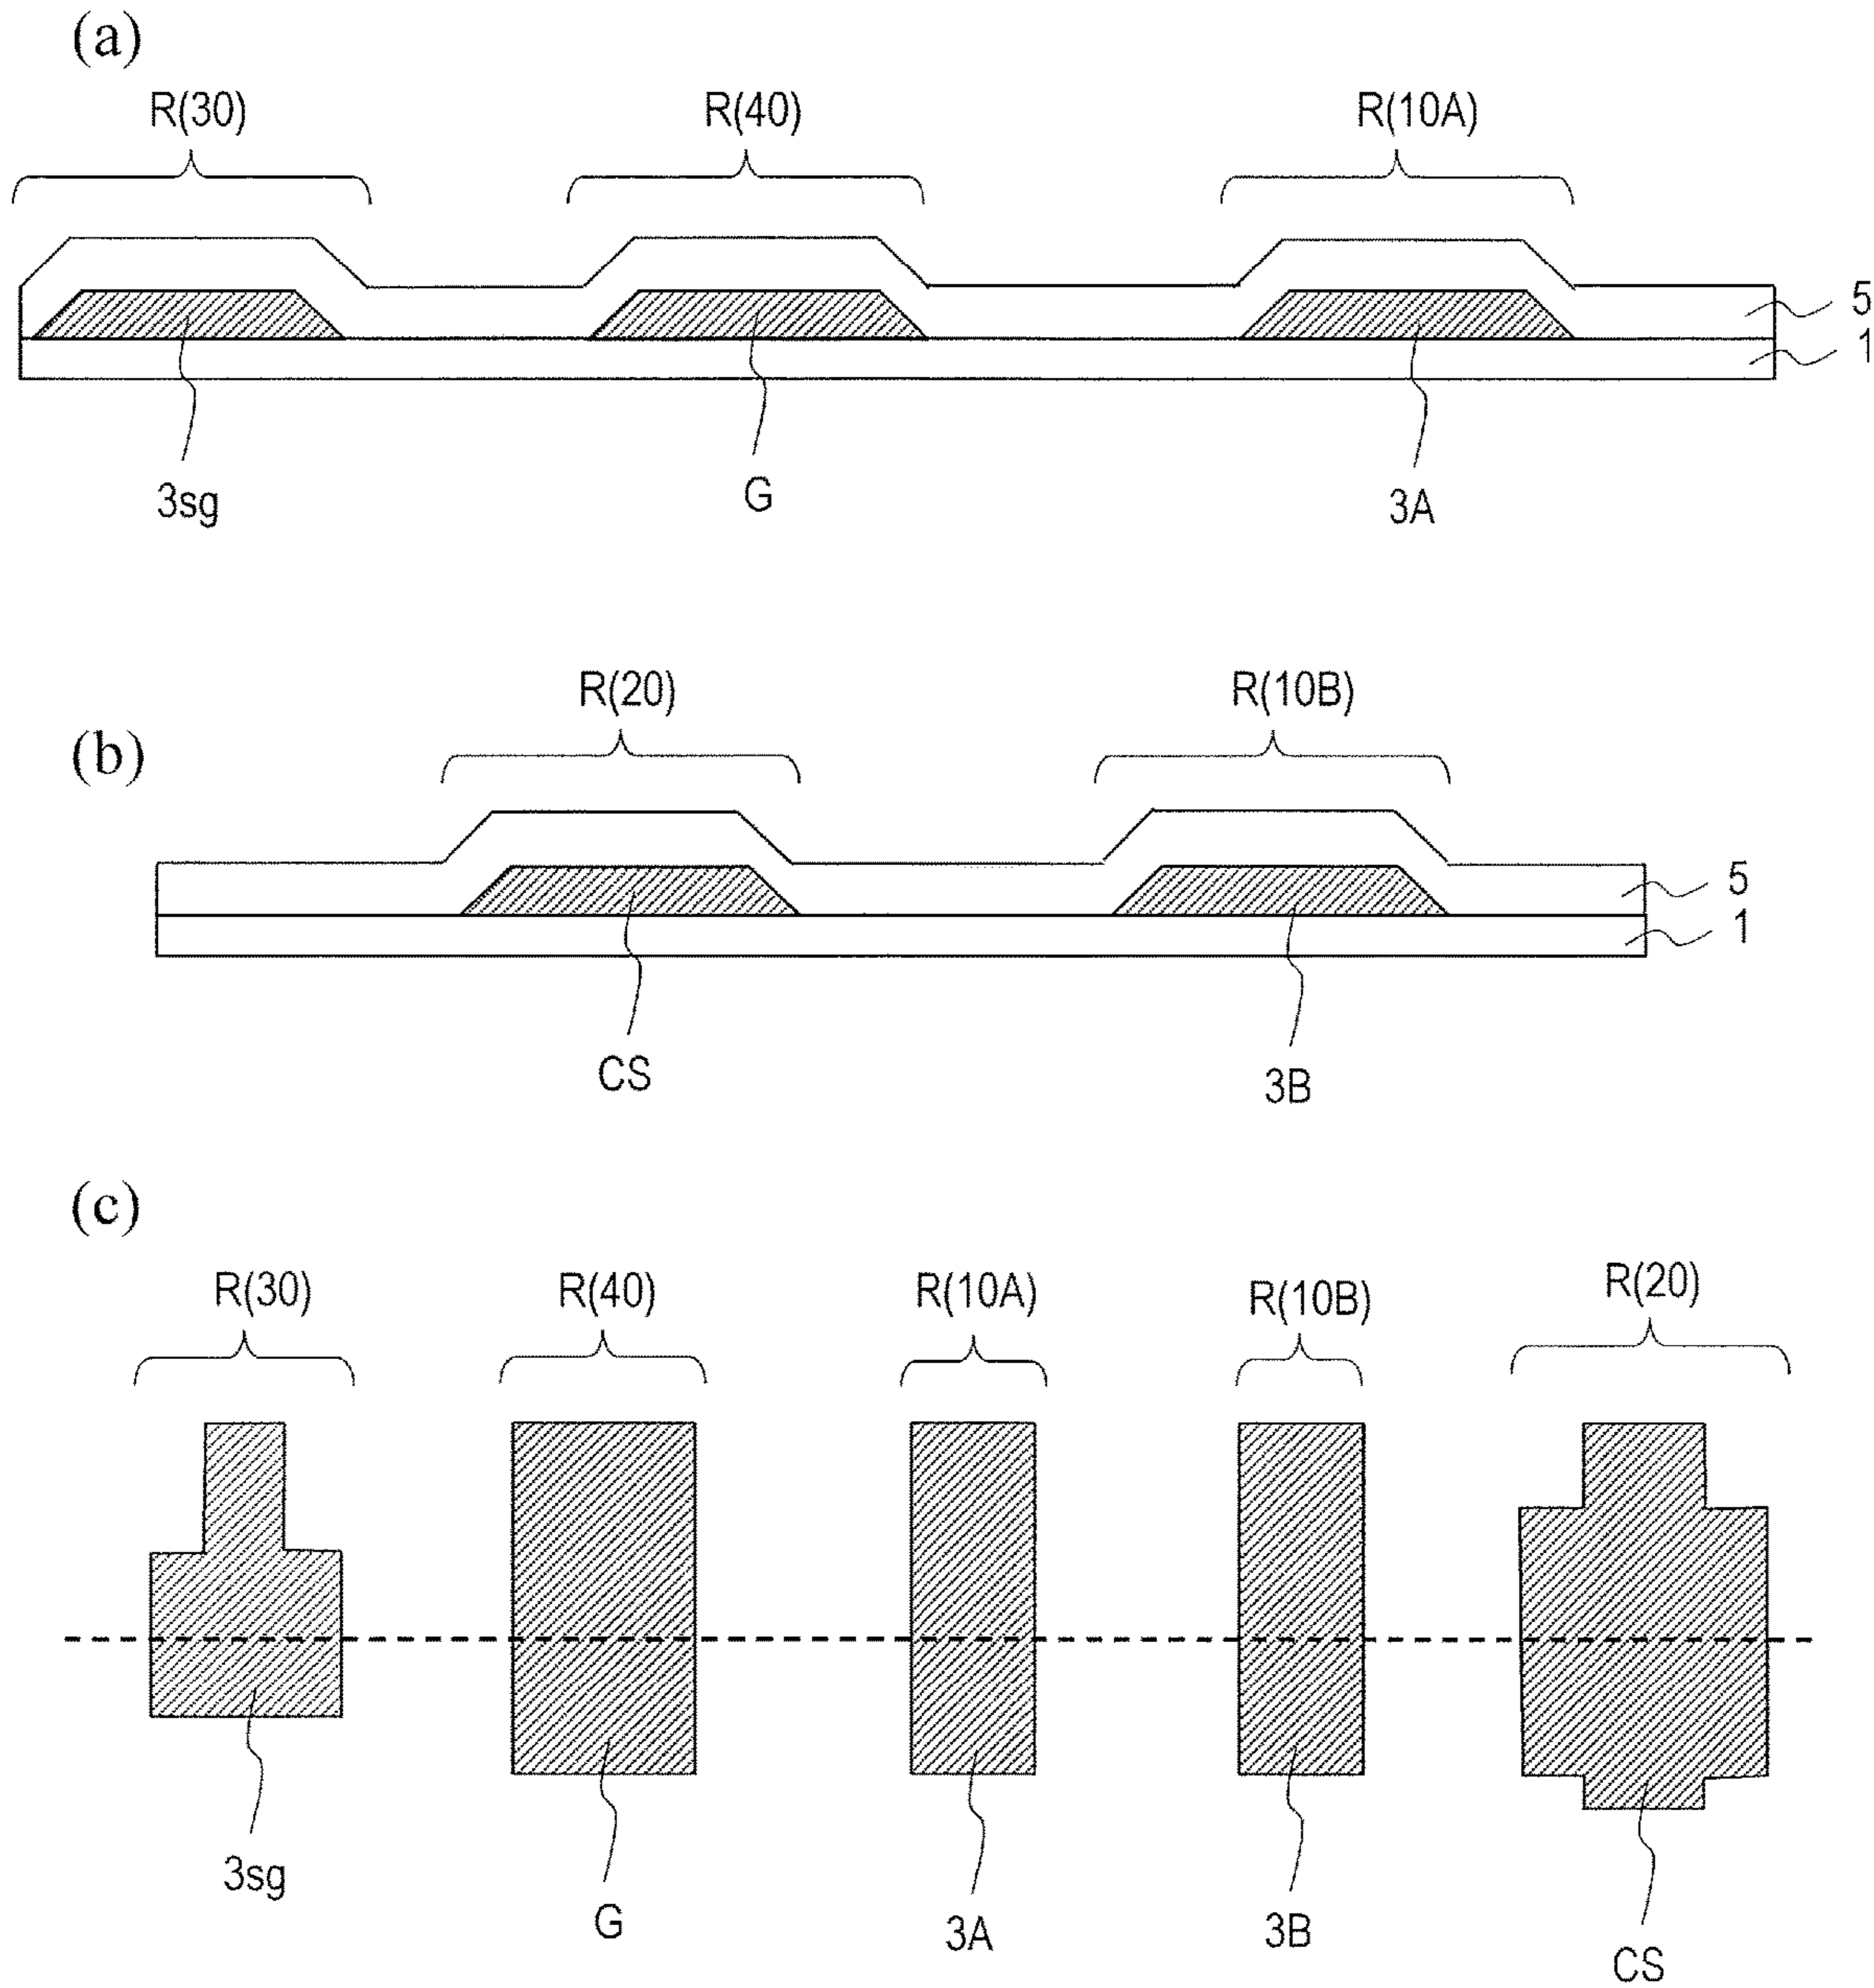 (a)
R(30) R(40) R(10A)
5
1
3sg G 3A
R(20) R(10B)
(b)
5
1
CS 3B
(c)
R(30) R(40) R(10A) R(10B) R(20)
3sg G 3A 3B CS